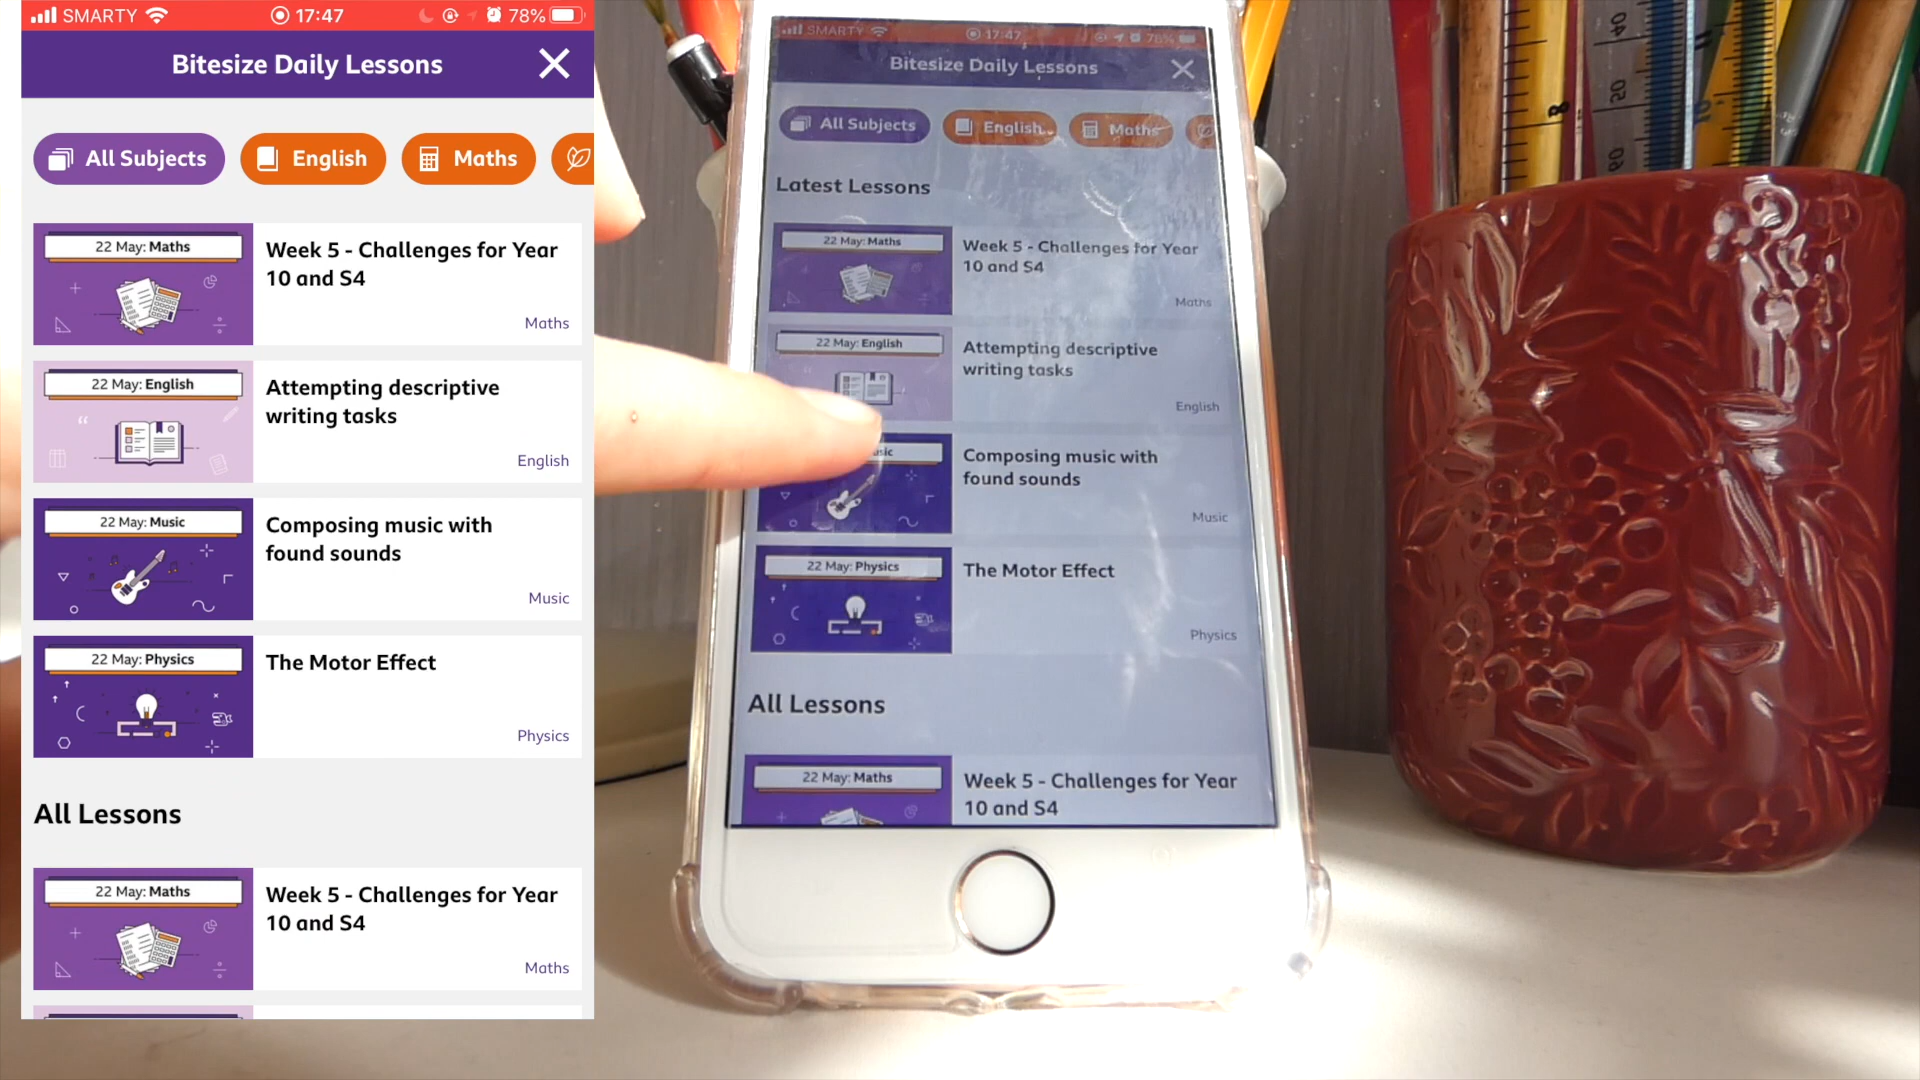 SMARTY 17:47 78%
Bitesize Daily Lessons
All Subjects English Maths
22 May: Maths
Week 5 - Challenges for Year
10 and S4
Maths
22 May: English
Attempting descriptive
writing tasks
English
22 May: Music
Composing music with
found sounds
Music
22 May: Physics
The Motor Effect
Physics
All Lessons
22 May: Maths
Week 5 - Challenges for Year
10 and S4
Maths
SMARTY 17:47 78%
Bitesize Daily Lessons
All Subjects English Maths
Latest Lessons
22 May: Maths
Week 5 - Challenges for Year
10 and S4
Maths
22 May: English
Attempting descriptive
writing tasks
English
Composing music with
found sounds
Music
22 May: Physics
The Motor Effect
Physics
All Lessons
22 May: Maths
Week 5 - Challenges for Year
10 and S4
40
50
60
8